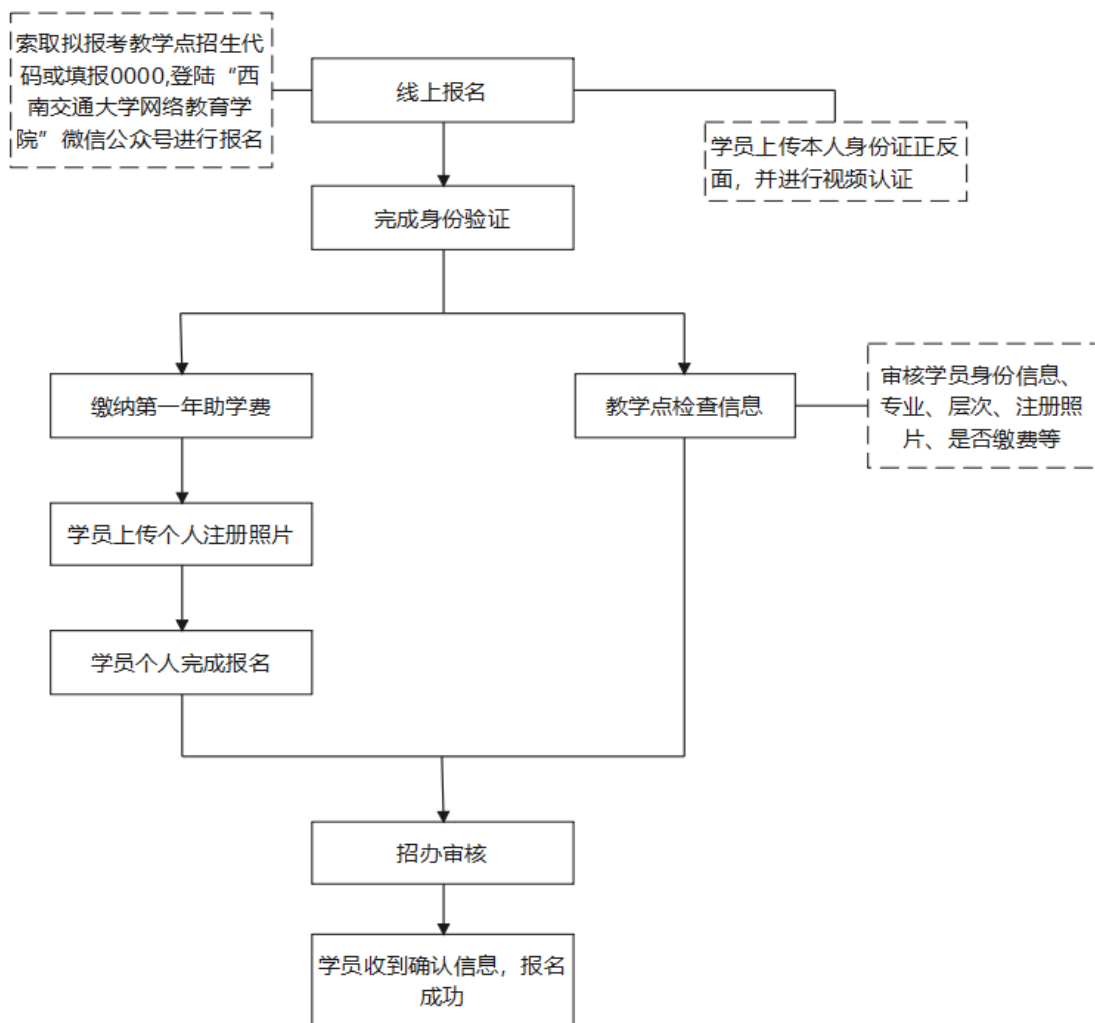 索取拟报考教学点招生代
码或填报0000,登陆“西
南交通大学网络教育学
院”微信公众号进行报名
线上报名
学员上传本人身份证正反
面，并进行视频认证
完成身份验证
缴纳第一年助学费
教学点检查信息
审核学员身份信息、
专业、层次、注册照
片、是否缴费等
学员上传个人注册照片
学员个人完成报名
招办审核
学员收到确认信息，报名
成功